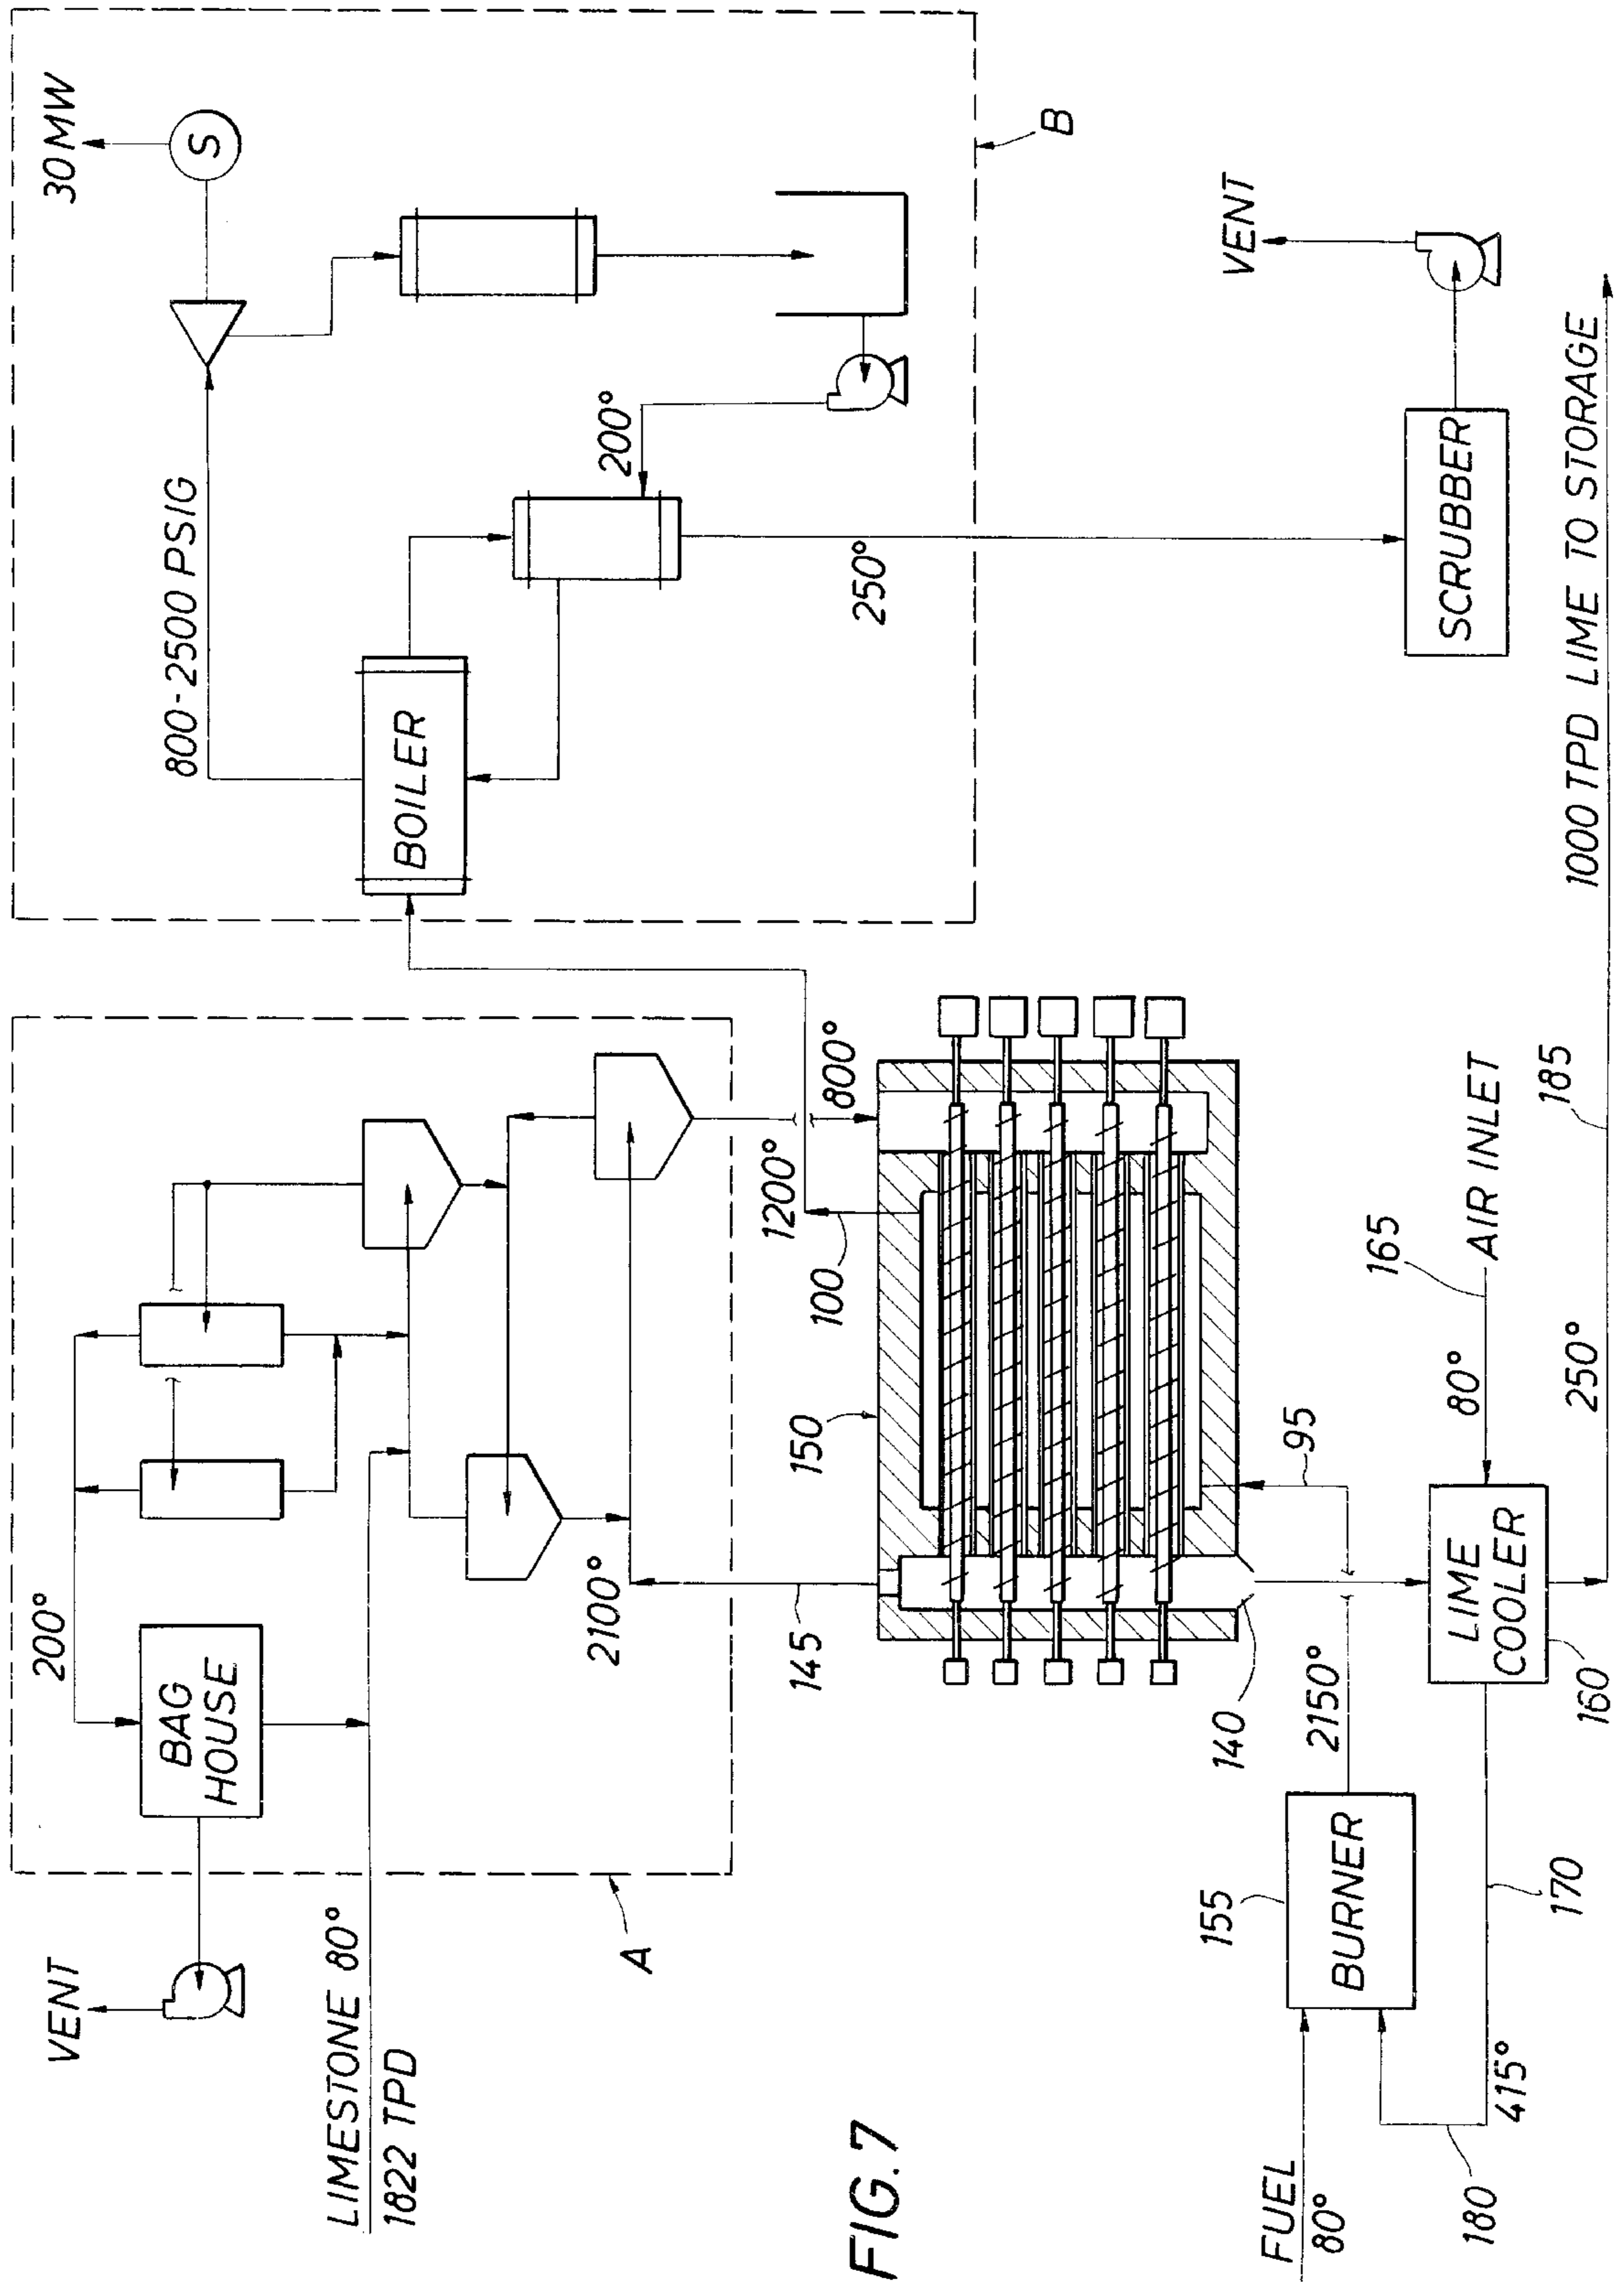 30 MW
S
800-2500 PSIG
BOILER
200°
250°
B
VENT
SCRUBBER
1000 TPD LIME TO STORAGE
200°
BAG
HOUSE
VENT
LIMESTONE 80°
1822 TPD
A
2100°
145
800°
1200°
100
150
95
140
2150°
155
BURNER
FUEL
80°
180
415°
170
LIME
COOLER
160
80°
165
AIR INLET
250°
185
FIG. 7